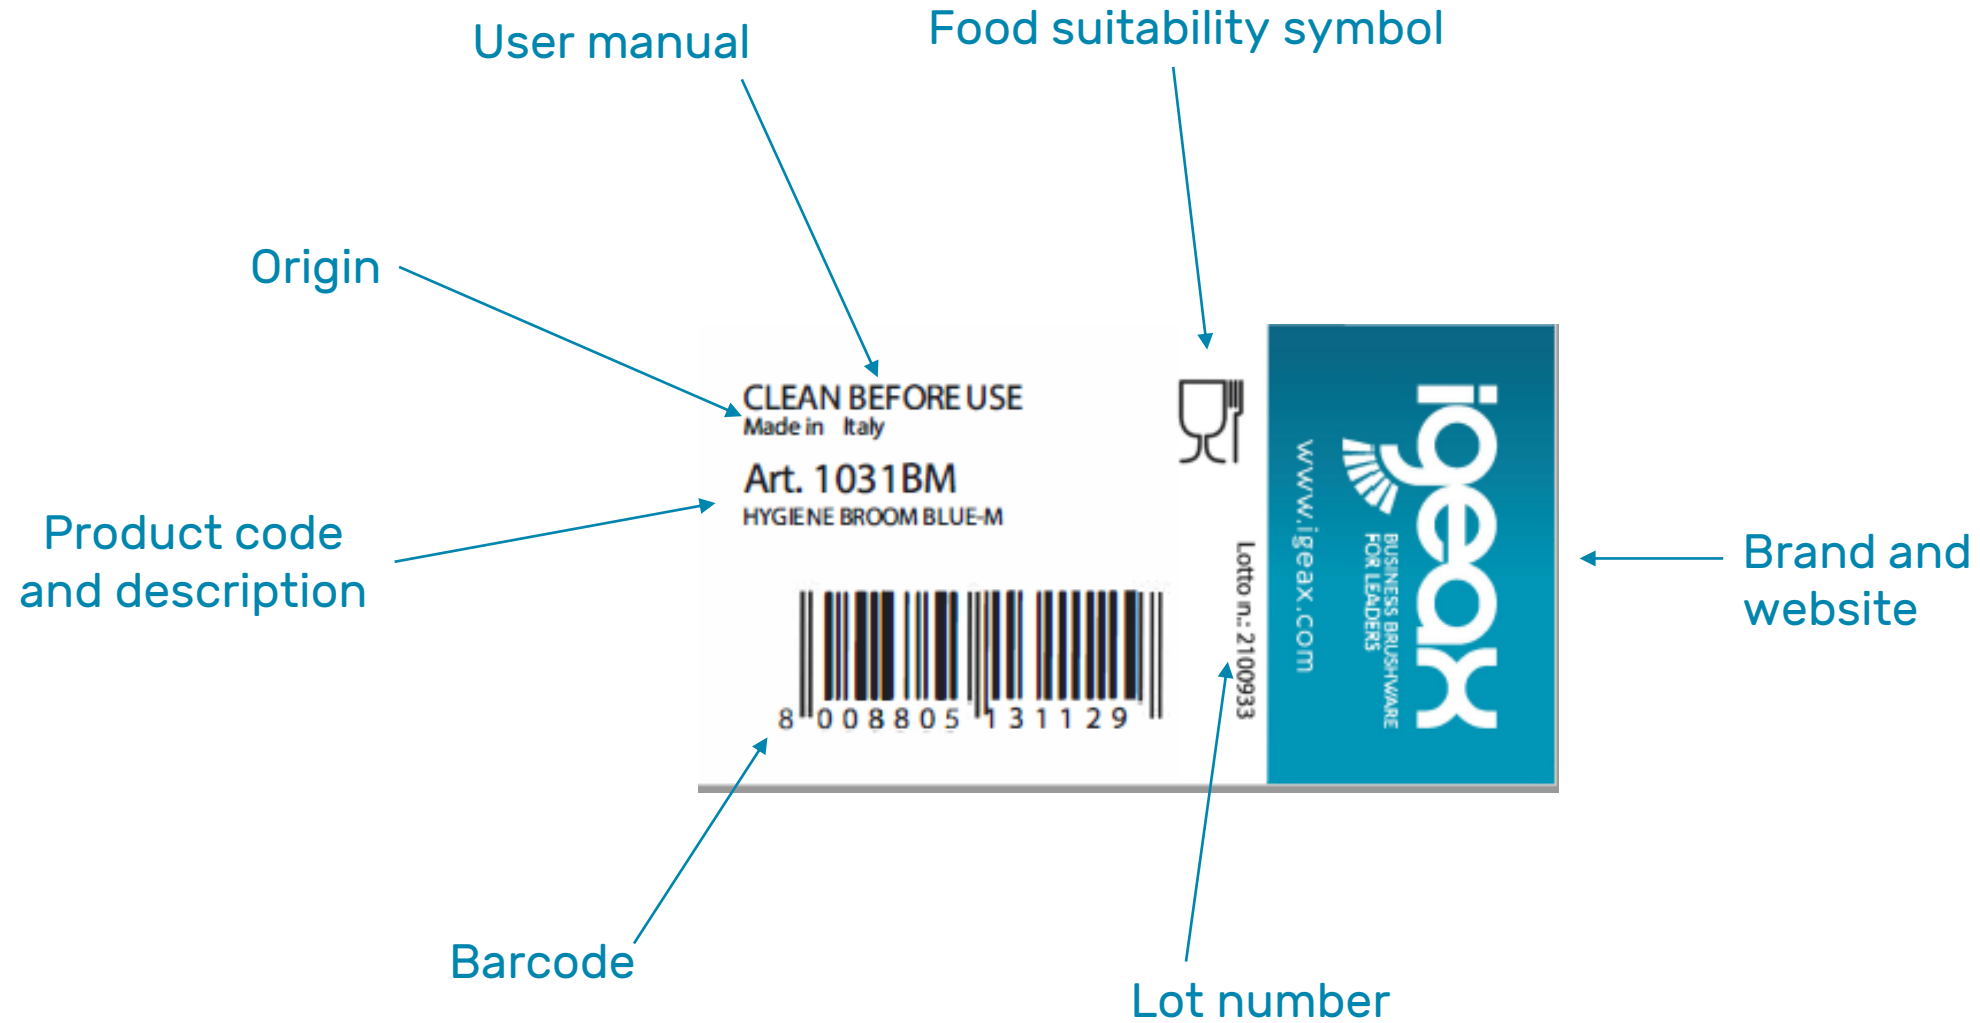 User manual
Food suitability symbol
Origin
CLEAN BEFORE USE
Made in Italy
Art. 1031BM
HYGIENE BROOM BLUE-M
Product code
and description
8 008805 131129
Lotto n.: 2100933
www.igeax.com
igeax
BUSINESS BRUSHWARE
FOR LEADERS
Brand and
website
Barcode
Lot number